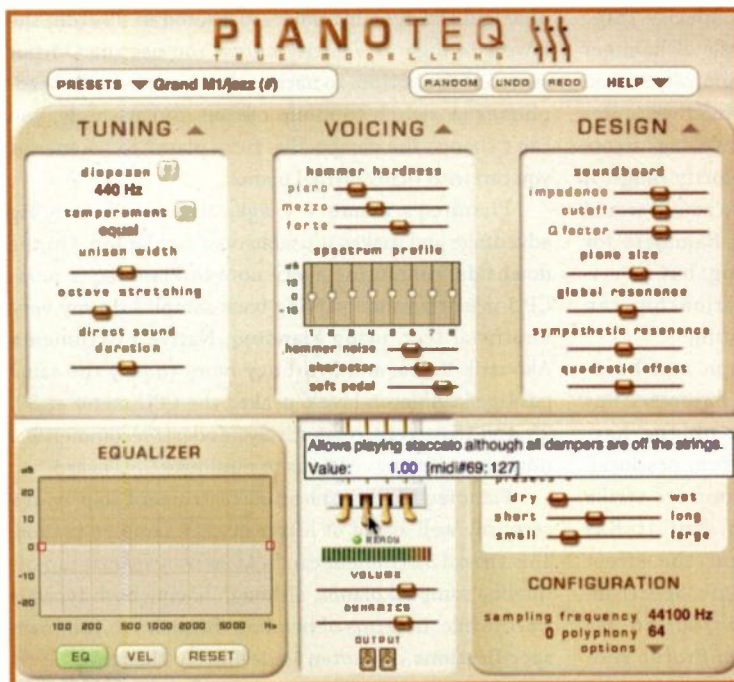 PIANOTEQ
TRUE MODELLING
PRESETS Grand M1/jazz (#)
RANDOM UNDO REDO HELP
TUNING
diapason
440 Hz
temperament
equal
unison width
octave stretching
direct sound
duration
VOICING
hammer hardness
piano
mezzo
forte
spectrum profile
dB
15
0
-15
1 2 3 4 5 6 7 8
hammer noise
character
soft pedal
DESIGN
soundboard
impedance
cutoff
Q factor
piano size
global resonance
sympathetic resonance
quadratic effect
EQUALIZER
dB
20
10
0
-10
-20
100 200 500 1000 2000 5000 Hz
EQ VEL RESET
Allows playing staccato although all dampers are off the strings.
Value: 1.00 [midi#69: 127]
READY
VOLUME
DYNAMICS
OUTPUT
dry wet
short long
small large
CONFIGURATION
sampling frequency 44100 Hz
0 polyphony 64
options